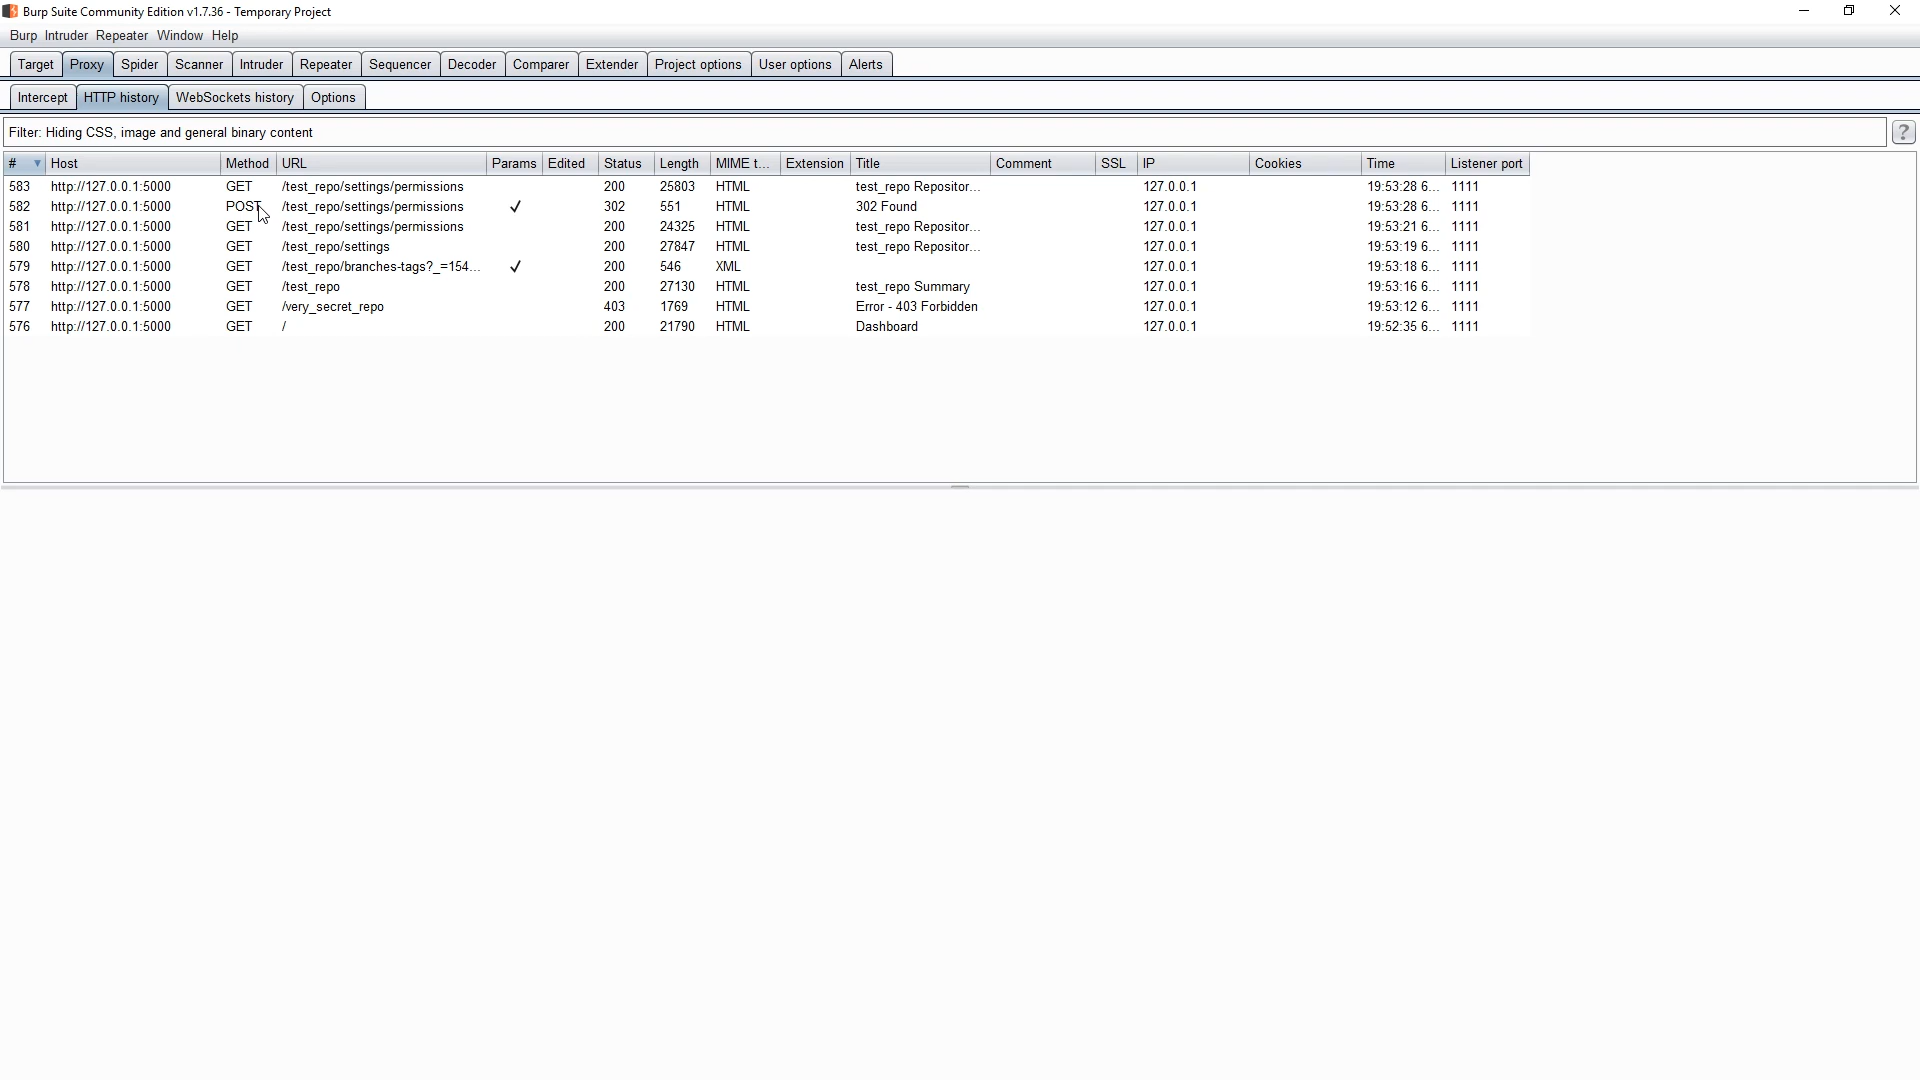 Burp Suite Community Edition v1.7.36 - Temporary Project
Burp Intruder Repeater Window Help
Target Proxy Spider Scanner Intruder Repeater Sequencer Decoder Comparer Extender Project options User options Alerts
Intercept HTTP history WebSockets history Options
Filter: Hiding CSS, image and general binary content ?
# Host Method URL Params Edited Status Length MIME t... Extension Title Comment SSL IP Cookies Time Listener port
583 http://127.0.0.1:5000 GET /test_repo/settings/permissions 200 25803 HTML test_repo Repositor... 127.0.0.1 19:53:28 6... 1111
582 http://127.0.0.1:5000 POST /test_repo/settings/permissions ✓ 302 551 HTML 302 Found 127.0.0.1 19:53:28 6... 1111
581 http://127.0.0.1:5000 GET /test_repo/settings/permissions 200 24325 HTML test_repo Repositor... 127.0.0.1 19:53:21 6... 1111
580 http://127.0.0.1:5000 GET /test_repo/settings 200 27847 HTML test_repo Repositor... 127.0.0.1 19:53:19 6... 1111
579 http://127.0.0.1:5000 GET /test_repo/branches-tags?_=154... ✓ 200 546 XML 127.0.0.1 19:53:18 6... 1111
578 http://127.0.0.1:5000 GET /test_repo 200 27130 HTML test_repo Summary 127.0.0.1 19:53:16 6... 1111
577 http://127.0.0.1:5000 GET /very_secret_repo 403 1769 HTML Error - 403 Forbidden 127.0.0.1 19:53:12 6... 1111
576 http://127.0.0.1:5000 GET / 200 21790 HTML Dashboard 127.0.0.1 19:52:35 6... 1111